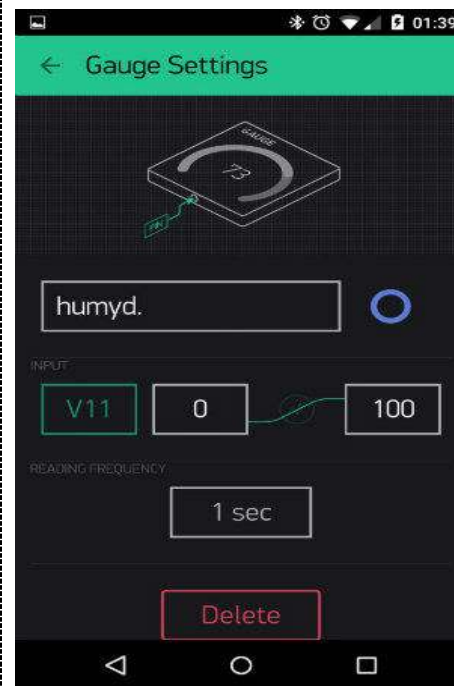 01:39
← Gauge Settings
GAUGE
73
PIN
humyd.
INPUT
V11 0 100
READING FREQUENCY
1 sec
Delete